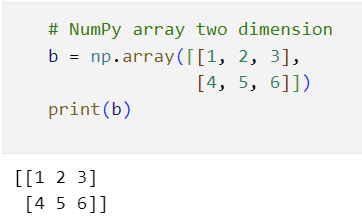 # NumPy array two dimension
b = np.array([[1, 2, 3],
              [4, 5, 6]])
print(b)
[[1 2 3]
 [4 5 6]]